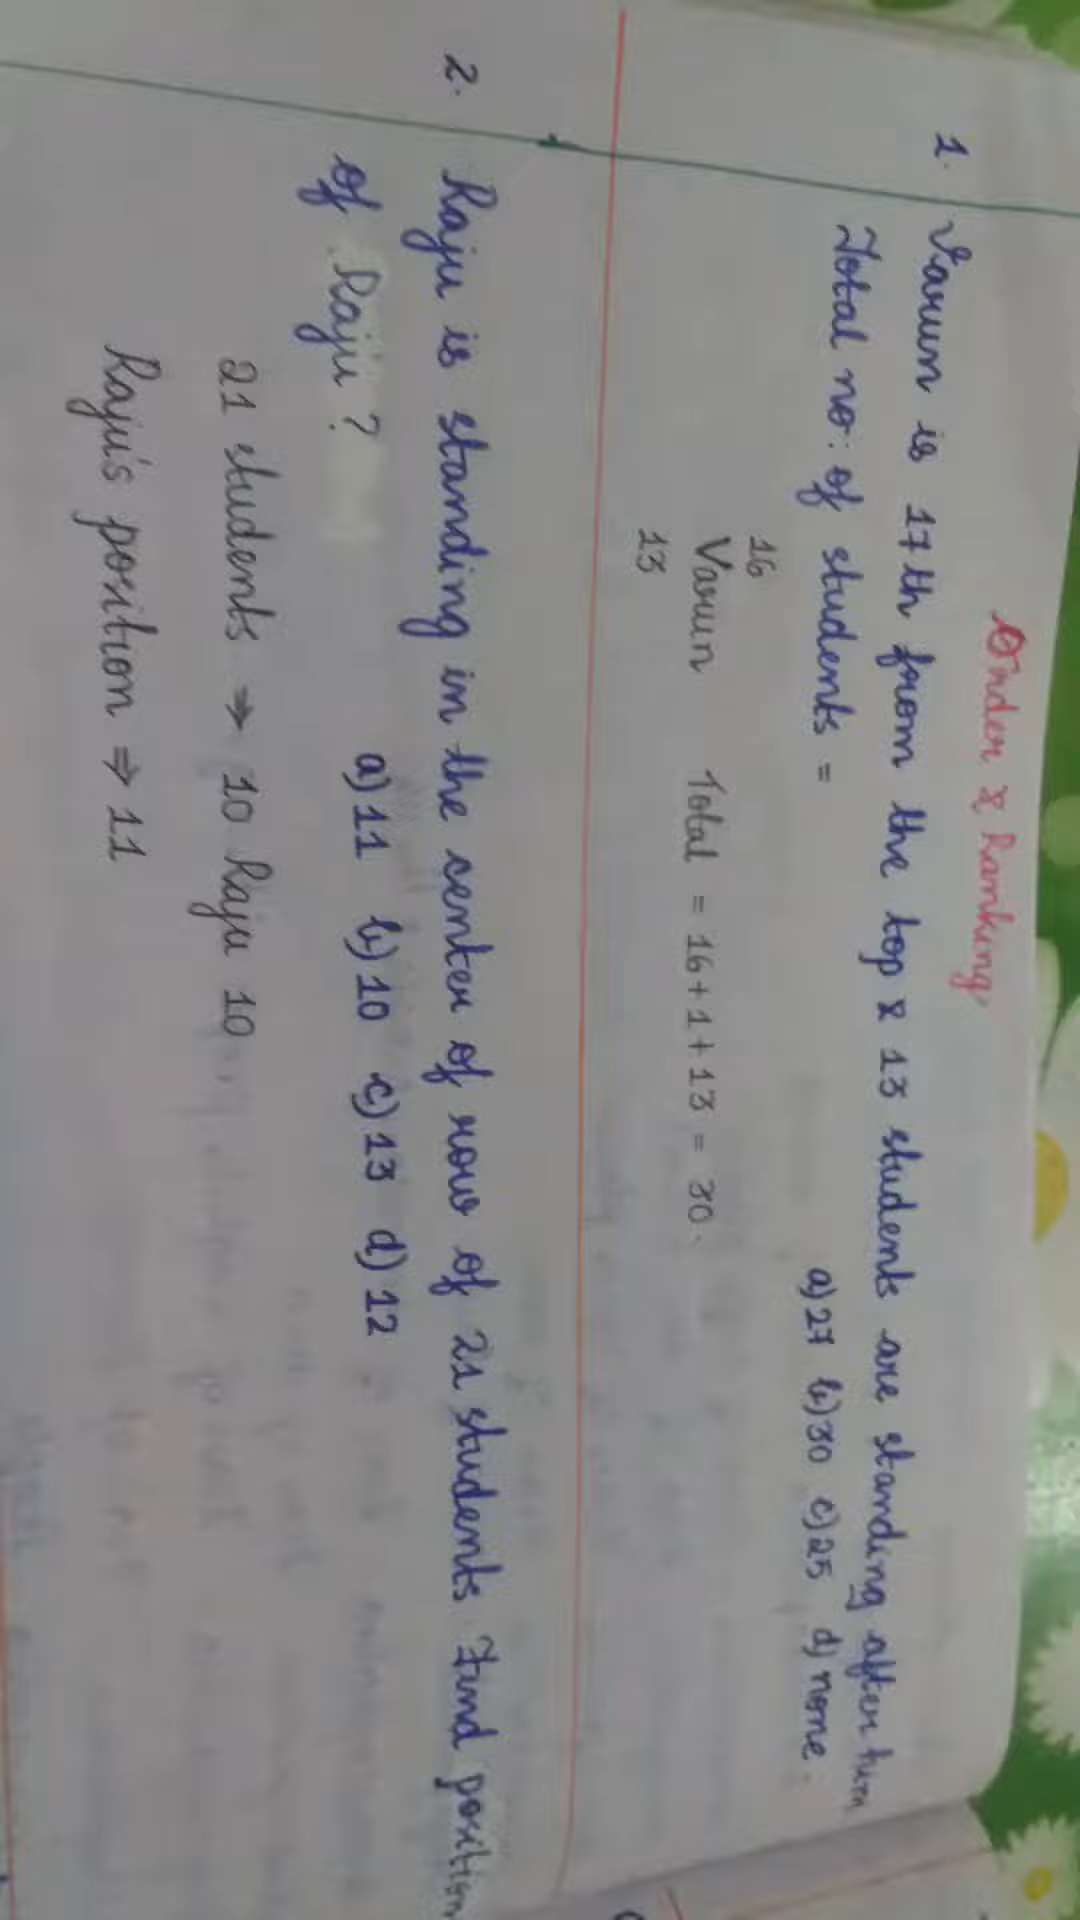 Order & Ranking
1. Varun is 17th from the top & 13 students are standing after him
Total no: of students =
a) 27 b) 30 c) 25 d) none.
16
Varun Total = 16+1+13 = 30.
13
2. Raju is standing in the center of row of 21 students. Find position
of Raju? a) 11 b) 10 c) 13 d) 12
21 students ⇒ 10 Raju 10
Raju's position ⇒ 11